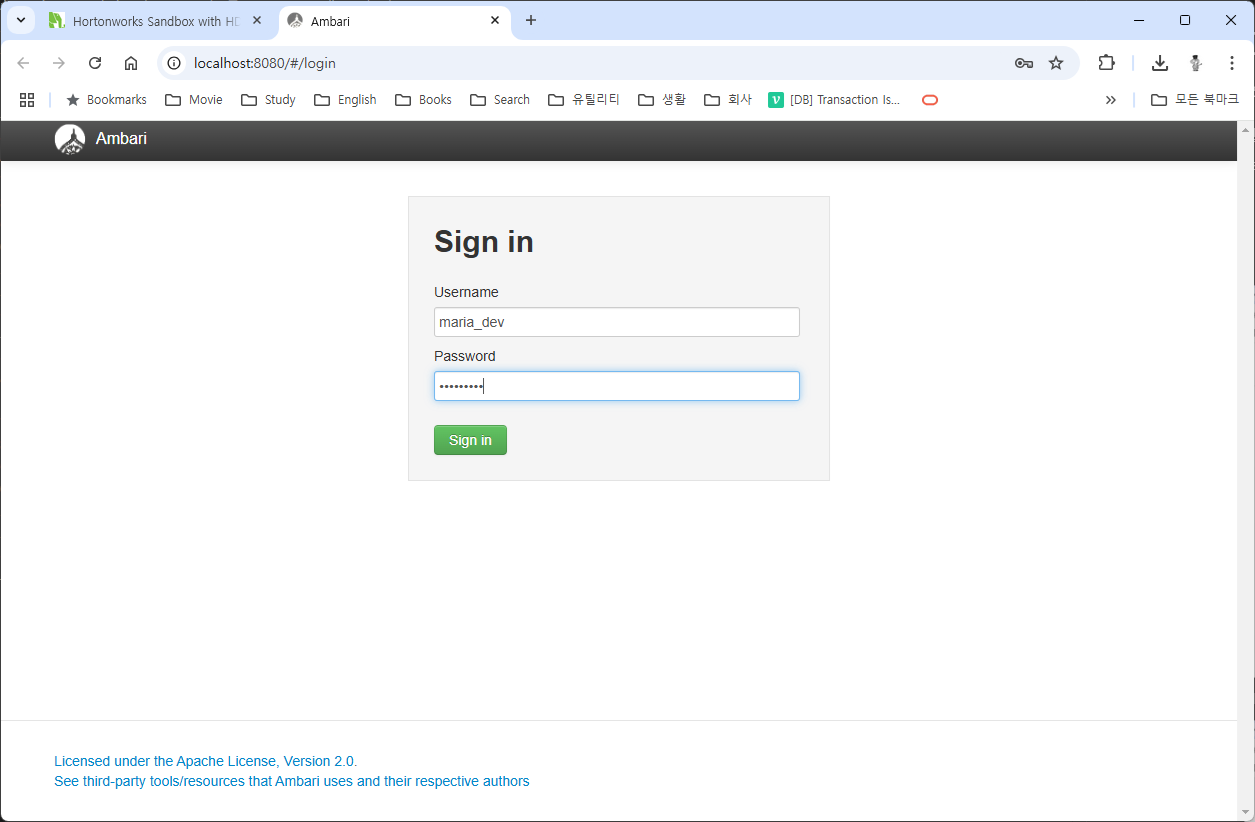 Hortonworks Sandbox with HD
Ambari
localhost:8080/#/login
Bookmarks Movie Study English Books Search 유틸리티 생활 회사 [DB] Transaction Is... 모든 북마크
Ambari
Sign in
Username
maria_dev
Password
•••••••••
Sign in
Licensed under the Apache License, Version 2.0.
See third-party tools/resources that Ambari uses and their respective authors